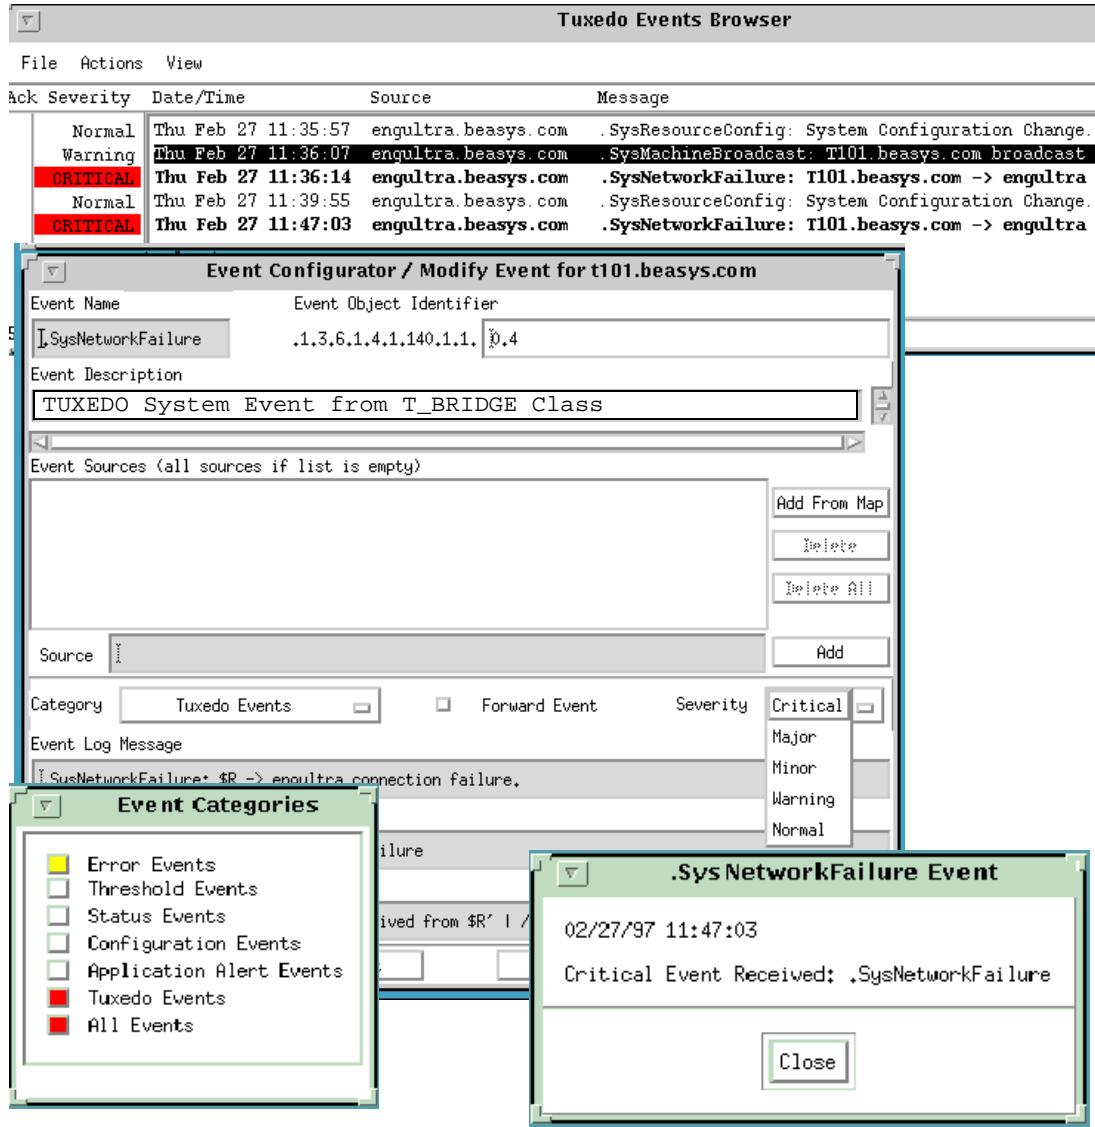 Tuxedo Events Browser
File Actions View
Ack Severity Date/Time Source Message
Normal Thu Feb 27 11:35:57 engultra.beasys.com .SysResourceConfig: System Configuration Change.
Warning Thu Feb 27 11:36:07 engultra.beasys.com .SysMachineBroadcast: T101.beasys.com broadcast
CRITICAL Thu Feb 27 11:36:14 engultra.beasys.com .SysNetworkFailure: T101.beasys.com -> engultra
Normal Thu Feb 27 11:39:55 engultra.beasys.com .SysResourceConfig: System Configuration Change.
CRITICAL Thu Feb 27 11:47:03 engultra.beasys.com .SysNetworkFailure: T101.beasys.com -> engultra
Event Configurator / Modify Event for t101.beasys.com
Event Name Event Object Identifier
.SysNetworkFailure .1.3.6.1.4.1.140.1.1. 0.4
Event Description
TUXEDO System Event from T_BRIDGE Class
Event Sources (all sources if list is empty)
Add From Map
Delete
Delete All
Source Add
Category Tuxedo Events Forward Event Severity Critical
Major
Minor
Warning
Normal
Event Log Message
.SysNetworkFailure: $R -> engultra connection failure.
ilure
ived from $R' | /
Event Categories
Error Events
Threshold Events
Status Events
Configuration Events
Application Alert Events
Tuxedo Events
All Events
.SysNetworkFailure Event
02/27/97 11:47:03
Critical Event Received: .SysNetworkFailure
Close